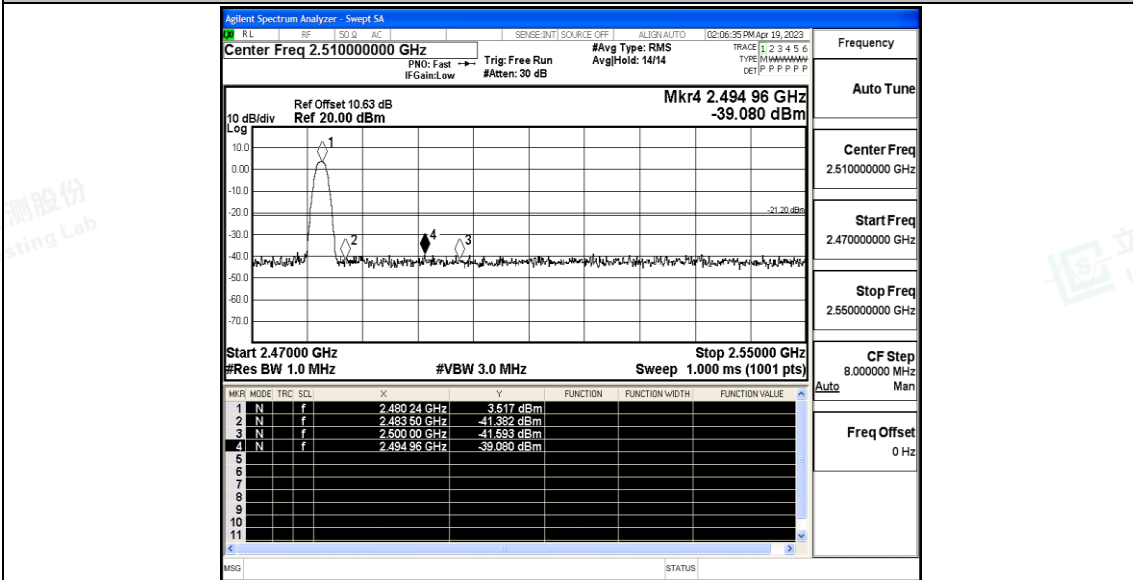 Agilent Spectrum Analyzer - Swept SA
RL RF 50 Ω AC SENSE:INT SOURCE OFF ALIGN AUTO 02:06:35 PM Apr 19, 2023
Center Freq 2.510000000 GHz
PNO: Fast
IFGain:Low
Trig: Free Run
#Atten: 30 dB
#Avg Type: RMS
Avg|Hold: 14/14
TRACE 1 2 3 4 5 6
TYPE M
DET P P P P P P
Mkr4 2.494 96 GHz
-39.080 dBm
Ref Offset 10.63 dB
10 dB/div Ref 20.00 dBm
Log
10.0
0.00
-10.0
-20.0
-30.0
-40.0
-50.0
-60.0
-70.0
1
2
4
3
-21.20 dBm
Start 2.47000 GHz Stop 2.55000 GHz
#Res BW 1.0 MHz #VBW 3.0 MHz Sweep 1.000 ms (1001 pts)
MKR MODE TRC SCL X Y FUNCTION FUNCTION WIDTH FUNCTION VALUE
1 N f 2.480 24 GHz 3.517 dBm
2 N f 2.483 50 GHz -41.382 dBm
3 N f 2.500 00 GHz -41.593 dBm
4 N f 2.494 96 GHz -39.080 dBm
5
6
7
8
9
10
11
MSG STATUS
Frequency
Auto Tune
Center Freq
2.510000000 GHz
Start Freq
2.470000000 GHz
Stop Freq
2.550000000 GHz
CF Step
8.000000 MHz
Auto Man
Freq Offset
0 Hz
测股份
sting Lab
立